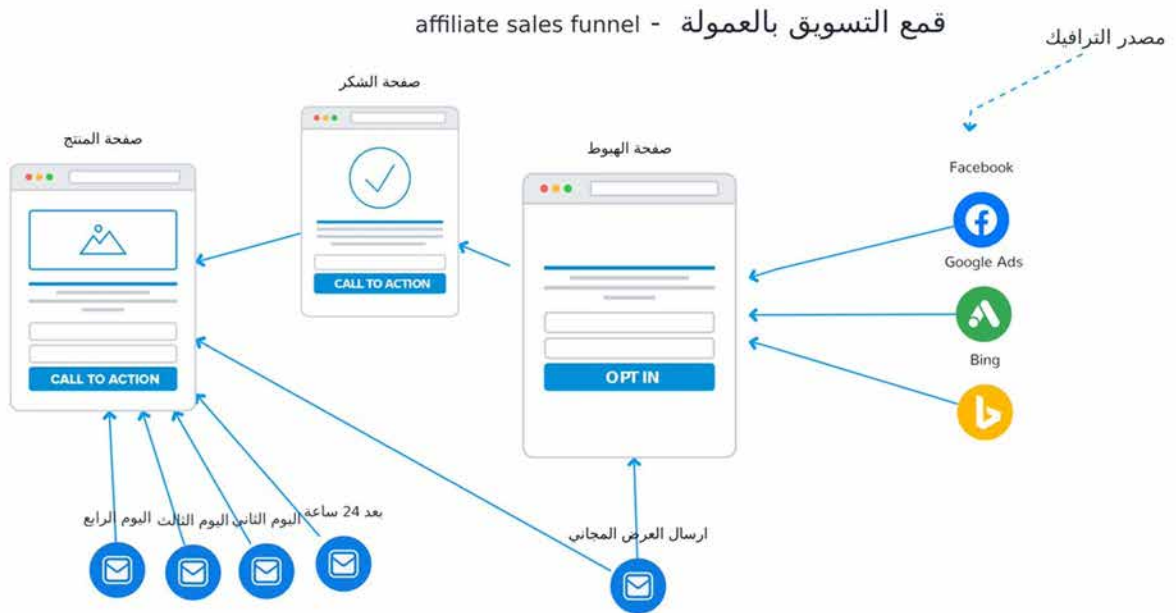 قمع التسويق بالعمولة - affiliate sales funnel
مصدر الترافيك
صفحة الشكر
صفحة المنتج
صفحة الهبوط
Facebook
Google Ads
Bing
CALL TO ACTION
OPT IN
CALL TO ACTION
بعد 24 ساعة
اليوم الثاني
اليوم الثالث
اليوم الرابع
ارسال العرض المجاني